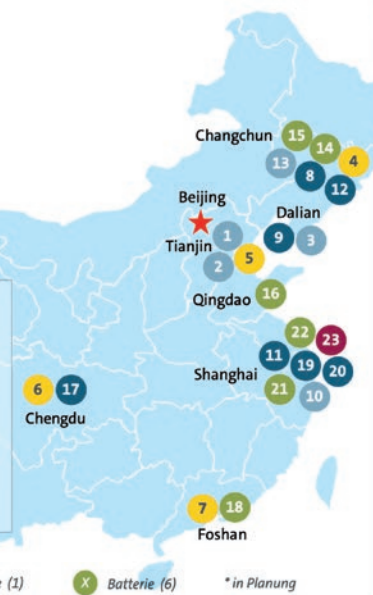 Changchun
15
14
4
13
8
12
Beijing
Dalian
Tianjin
1
9
3
2
5
Qingdao
16
22
23
11
19
20
Shanghai
21
10
6
17
Chengdu
7
18
Foshan
(1)
X Batterie (6)
* in Planung